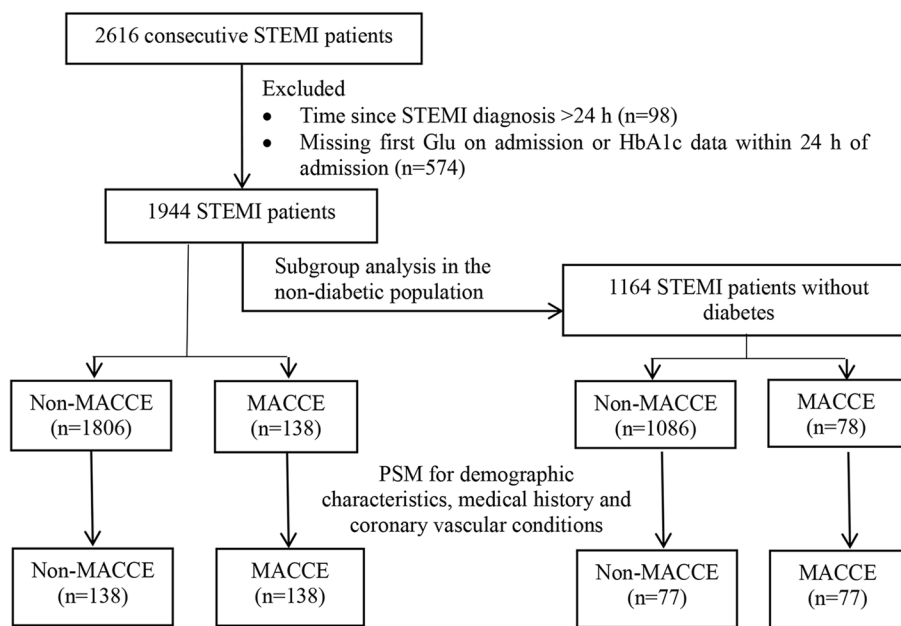 2616 consecutive STEMI patients
Excluded
• Time since STEMI diagnosis >24 h (n=98)
• Missing first Glu on admission or HbA1c data within 24 h of
admission (n=574)
1944 STEMI patients
Subgroup analysis in the
non-diabetic population
1164 STEMI patients without
diabetes
Non-MACCE
(n=1806)
MACCE
(n=138)
Non-MACCE
(n=1086)
MACCE
(n=78)
PSM for demographic
characteristics, medical history and
coronary vascular conditions
Non-MACCE
(n=138)
MACCE
(n=138)
Non-MACCE
(n=77)
MACCE
(n=77)